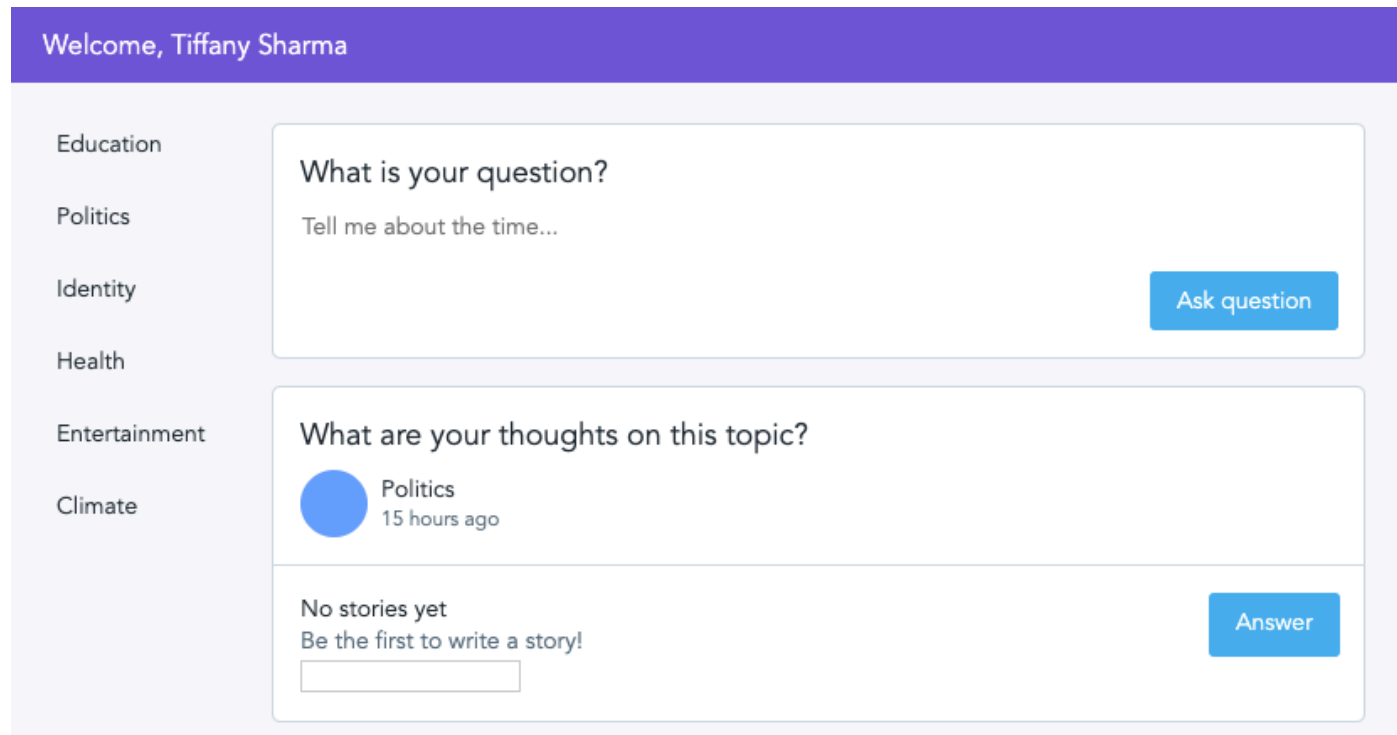 Welcome, Tiffany Sharma
Education
Politics
Identity
Health
Entertainment
Climate
What is your question?
Tell me about the time...
Ask question
What are your thoughts on this topic?
Politics
15 hours ago
No stories yet
Be the first to write a story!
Answer